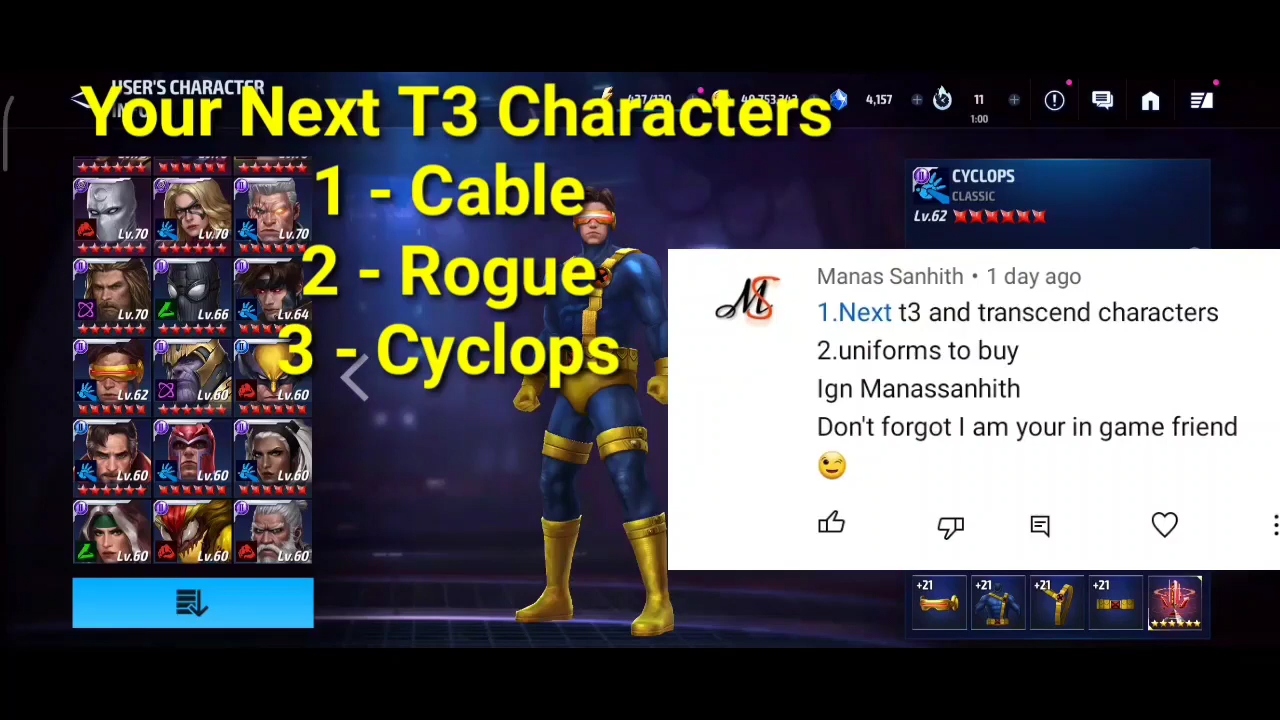 USER'S CHARACTER
Your Next T3 Characters
1 - Cable
2 - Rogue
3 - Cyclops
4,157
11
1:00
CYCLOPS
CLASSIC
Lv.62
Lv.70
Lv.70
Lv.70
Lv.70
Lv.66
Lv.64
Lv.62
Lv.60
Lv.60
Lv.60
Lv.60
Lv.60
Lv.60
Lv.60
Lv.60
Manas Sanhith • 1 day ago
1.Next t3 and transcend characters
2.uniforms to buy
Ign Manassanhith
Don't forgot I am your in game friend
😉
+21
+21
+21
+21